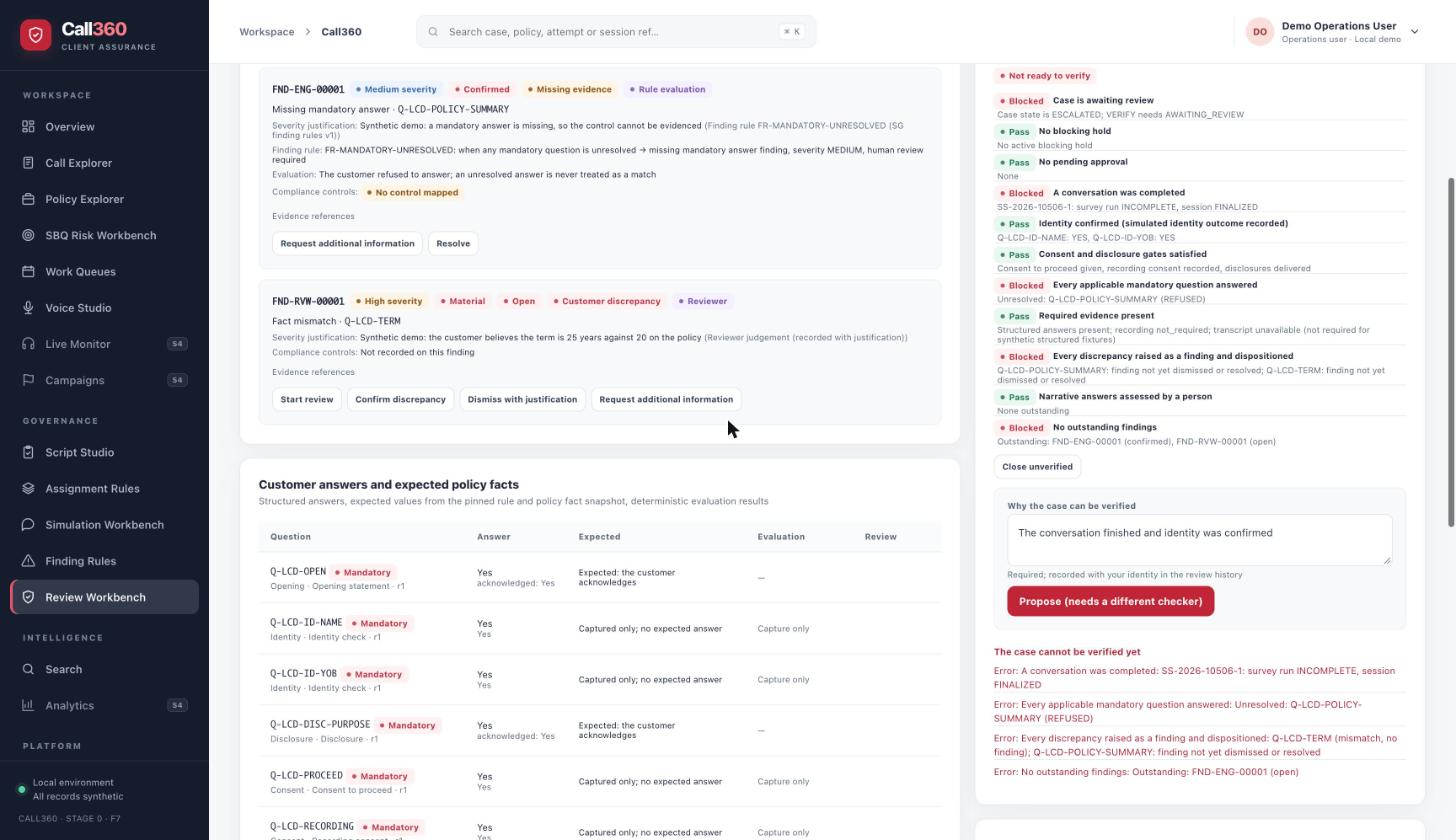 Call360
CLIENT ASSURANCE
WORKSPACE
Overview
Call Explorer
Policy Explorer
SBQ Risk Workbench
Work Queues
Voice Studio
Live Monitor S4
Campaigns S4
GOVERNANCE
Script Studio
Assignment Rules
Simulation Workbench
Finding Rules
Review Workbench
INTELLIGENCE
Search
Analytics S4
PLATFORM
Local environment
All records synthetic
CALL360 · STAGE 0 · F7
Workspace > Call360
Search case, policy, attempt or session ref...
⌘ K
DO
Demo Operations User
Operations user · Local demo
FND-ENG-00001 Medium severity Confirmed Missing evidence Rule evaluation
Missing mandatory answer · Q-LCD-POLICY-SUMMARY
Severity justification: Synthetic demo: a mandatory answer is missing, so the control cannot be evidenced (Finding rule FR-MANDATORY-UNRESOLVED (SG
finding rules v1))
Finding rule: FR-MANDATORY-UNRESOLVED: when any mandatory question is unresolved → missing mandatory answer finding, severity MEDIUM, human review
required
Evaluation: The customer refused to answer; an unresolved answer is never treated as a match
Compliance controls: No control mapped
Evidence references
Request additional information Resolve
FND-RVW-00001 High severity Material Open Customer discrepancy Reviewer
Fact mismatch · Q-LCD-TERM
Severity justification: Synthetic demo: the customer believes the term is 25 years against 20 on the policy (Reviewer judgement (recorded with justification))
Compliance controls: Not recorded on this finding
Evidence references
Start review Confirm discrepancy Dismiss with justification Request additional information
Customer answers and expected policy facts
Structured answers, expected values from the pinned rule and policy fact snapshot, deterministic evaluation results
Question Answer Expected Evaluation Review
Q-LCD-OPEN Mandatory
Opening · Opening statement · r1
Yes
acknowledged: Yes
Expected: the customer
acknowledges
—
Q-LCD-ID-NAME Mandatory
Identity · Identity check · r1
Yes
Yes
Captured only; no expected answer
Capture only
Q-LCD-ID-YOB Mandatory
Identity · Identity check · r1
Yes
Yes
Captured only; no expected answer
Capture only
Q-LCD-DISC-PURPOSE Mandatory
Disclosure · Disclosure · r1
Yes
acknowledged: Yes
Expected: the customer
acknowledges
—
Q-LCD-PROCEED Mandatory
Consent · Consent to proceed · r1
Yes
Yes
Captured only; no expected answer
Capture only
Q-LCD-RECORDING Mandatory
Yes
Yes
Captured only; no expected answer
Capture only
Not ready to verify
Blocked Case is awaiting review
Case state is ESCALATED; VERIFY needs AWAITING_REVIEW
Pass No blocking hold
No active blocking hold
Pass No pending approval
None
Blocked A conversation was completed
SS-2026-10506-1: survey run INCOMPLETE, session FINALIZED
Pass Identity confirmed (simulated identity outcome recorded)
Q-LCD-ID-NAME: YES, Q-LCD-ID-YOB: YES
Pass Consent and disclosure gates satisfied
Consent to proceed given, recording consent recorded, disclosures delivered
Blocked Every applicable mandatory question answered
Unresolved: Q-LCD-POLICY-SUMMARY (REFUSED)
Pass Required evidence present
Structured answers present; recording not_required; transcript unavailable (not required for
synthetic structured fixtures)
Blocked Every discrepancy raised as a finding and dispositioned
Q-LCD-POLICY-SUMMARY: finding not yet dismissed or resolved; Q-LCD-TERM: finding not yet
dismissed or resolved
Pass Narrative answers assessed by a person
None outstanding
Blocked No outstanding findings
Outstanding: FND-ENG-00001 (confirmed), FND-RVW-00001 (open)
Close unverified
Why the case can be verified
The conversation finished and identity was confirmed
Required; recorded with your identity in the review history
Propose (needs a different checker)
The case cannot be verified yet
Error: A conversation was completed: SS-2026-10506-1: survey run INCOMPLETE, session
FINALIZED
Error: Every applicable mandatory question answered: Unresolved: Q-LCD-POLICY-
SUMMARY (REFUSED)
Error: Every discrepancy raised as a finding and dispositioned: Q-LCD-TERM (mismatch, no
finding); Q-LCD-POLICY-SUMMARY: finding not yet dismissed or resolved
Error: No outstanding findings: Outstanding: FND-ENG-00001 (open)